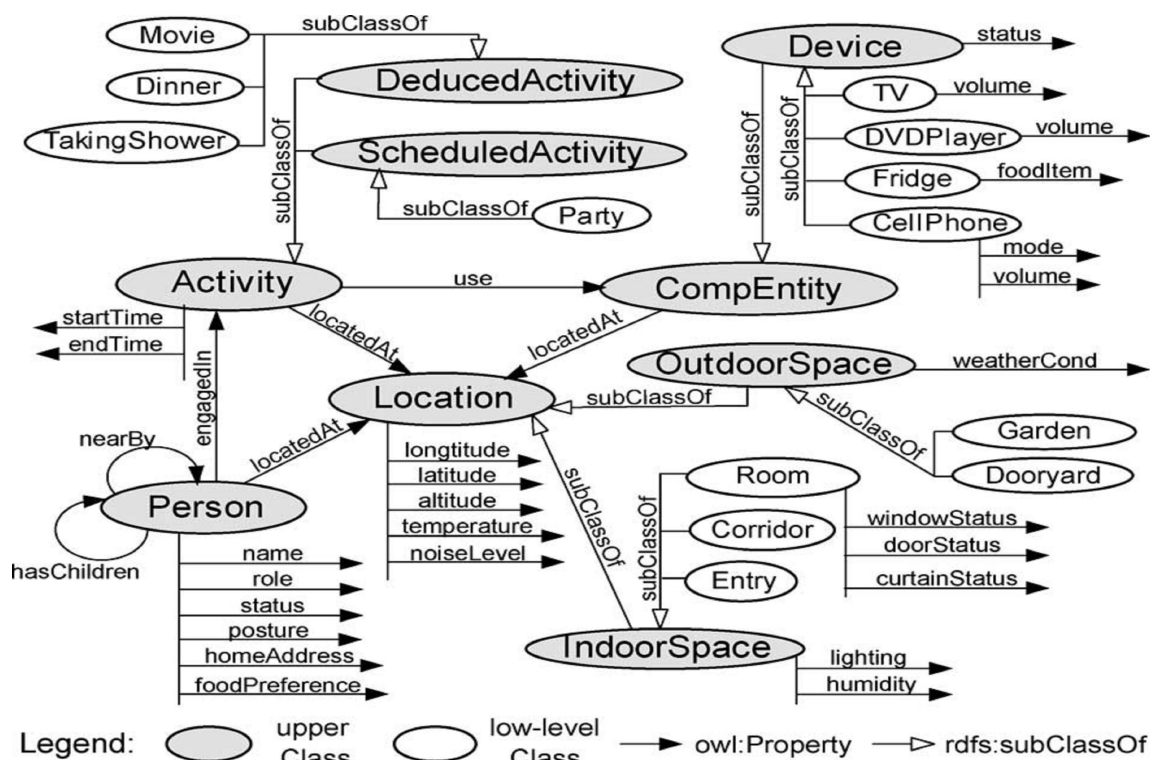 Movie
subClassOf
Dinner
DeducedActivity
TakingShower
subClassOf
ScheduledActivity
subClassOf
Party
Device
status
TV
volume
DVDPlayer
volume
Fridge
foodItem
CellPhone
mode
volume
subClassOf
subClassOf
Activity
use
CompEntity
startTime
endTime
locatedAt
locatedAt
engagedIn
Location
OutdoorSpace
weatherCond
subClassOf
subClassOf
Garden
Dooryard
nearBy
locatedAt
Person
hasChildren
longtitude
latitude
altitude
temperature
noiseLevel
subClassOf
subClassOf
Room
Corridor
Entry
windowStatus
doorStatus
curtainStatus
name
role
status
posture
homeAddress
foodPreference
IndoorSpace
lighting
humidity
Legend:
upper
Class
low-level
Class
owl:Property
rdfs:subClassOf